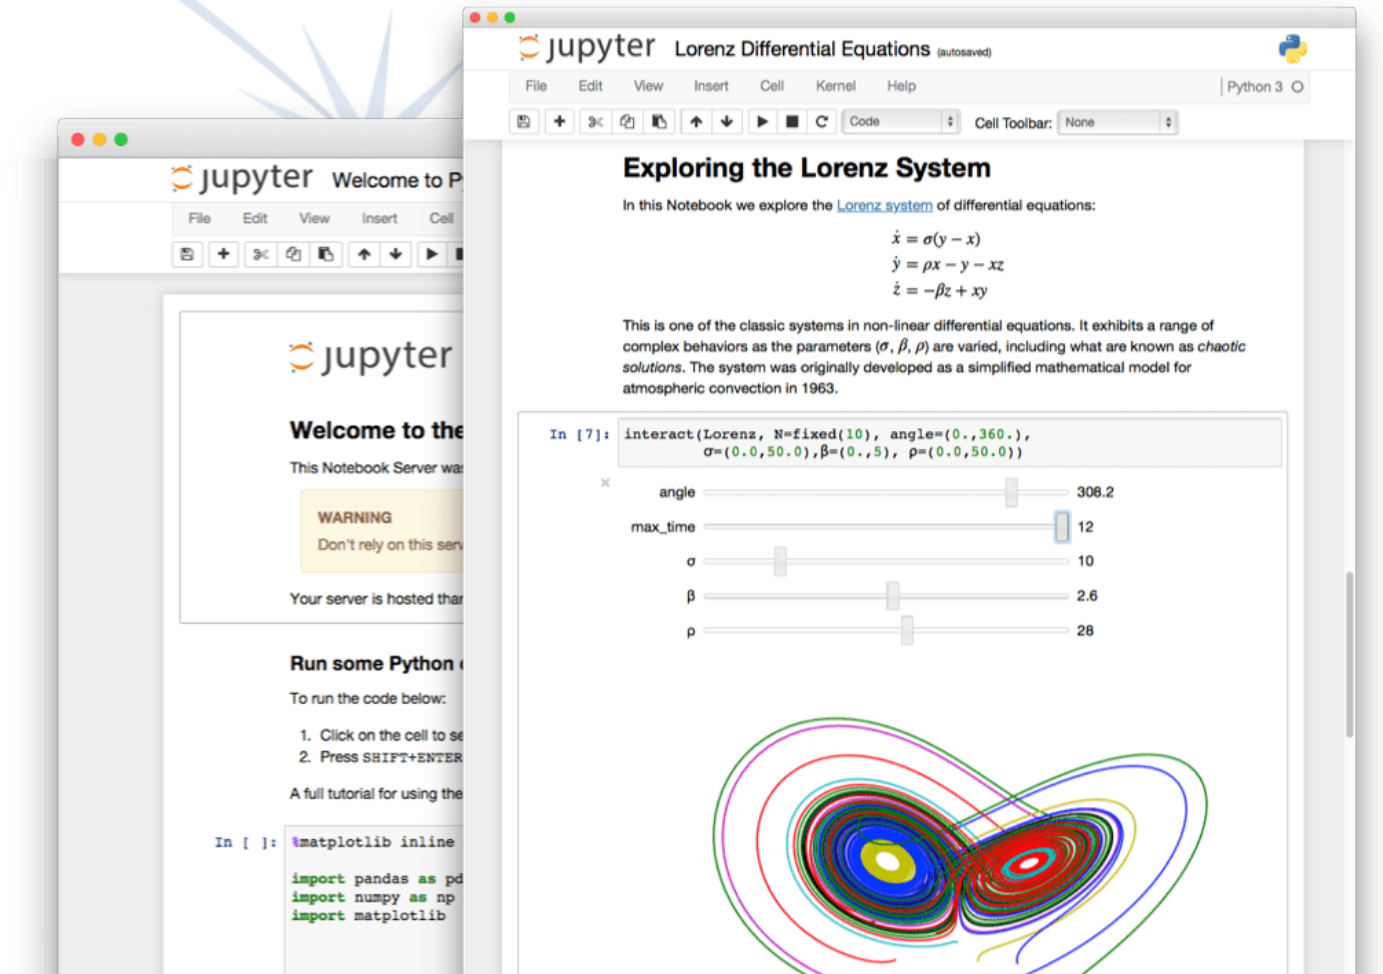 jupyter Lorenz Differential Equations (autosaved)
File Edit View Insert Cell Kernel Help Python 3
Code Cell Toolbar: None
Exploring the Lorenz System
In this Notebook we explore the Lorenz system of differential equations:
ẋ = σ(y − x)
ẏ = ρx − y − xz
ż = −βz + xy
This is one of the classic systems in non-linear differential equations. It exhibits a range of
complex behaviors as the parameters (σ, β, ρ) are varied, including what are known as chaotic
solutions. The system was originally developed as a simplified mathematical model for
atmospheric convection in 1963.
In [7]: interact(Lorenz, N=fixed(10), angle=(0.,360.),
σ=(0.0,50.0),β=(0.,5), ρ=(0.0,50.0))
angle 308.2
max_time 12
σ 10
β 2.6
ρ 28
jupyter Welcome to P
File Edit View Insert Cell
jupyter
Welcome to the
This Notebook Server was
WARNING
Don't rely on this serv
Your server is hosted than
Run some Python
To run the code below:
1. Click on the cell to se
2. Press SHIFT+ENTER
A full tutorial for using the
In [ ]: %matplotlib inline
import pandas as pd
import numpy as np
import matplotlib